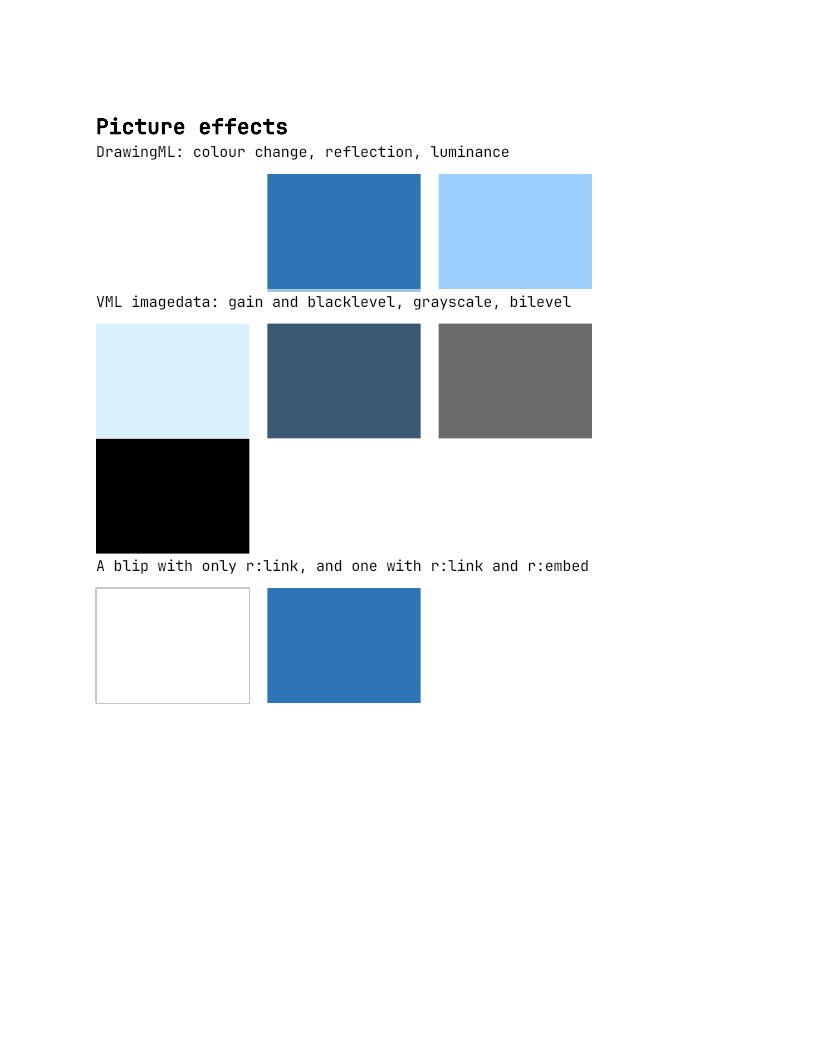 Picture effects
DrawingML: colour change, reflection, luminance
VML imagedata: gain and blacklevel, grayscale, bilevel
A blip with only r:link, and one with r:link and r:embed